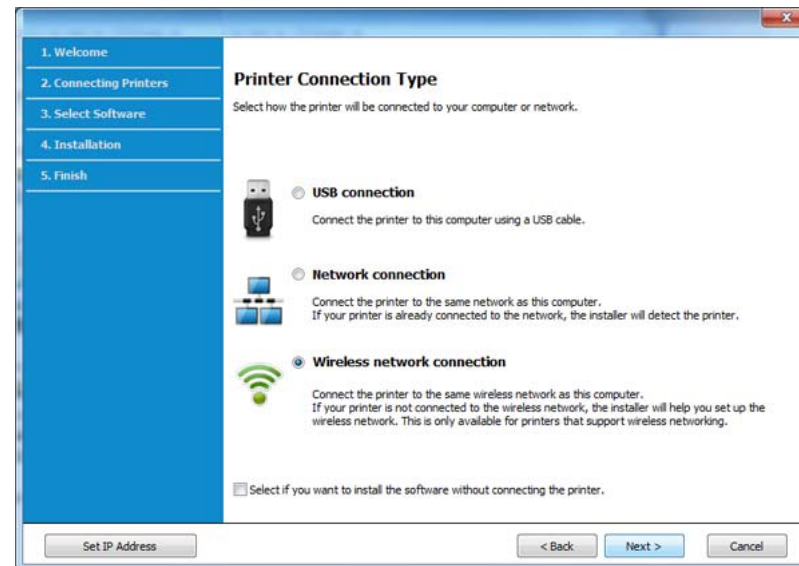 1. Welcome
2. Connecting Printers
3. Select Software
4. Installation
5. Finish
Printer Connection Type
Select how the printer will be connected to your computer or network.
USB connection
Connect the printer to this computer using a USB cable.
Network connection
Connect the printer to the same network as this computer.
If your printer is already connected to the network, the installer will detect the printer.
Wireless network connection
Connect the printer to the same wireless network as this computer.
If your printer is not connected to the wireless network, the installer will help you set up the
wireless network. This is only available for printers that support wireless networking.
Select if you want to install the software without connecting the printer.
Set IP Address
< Back
Next >
Cancel